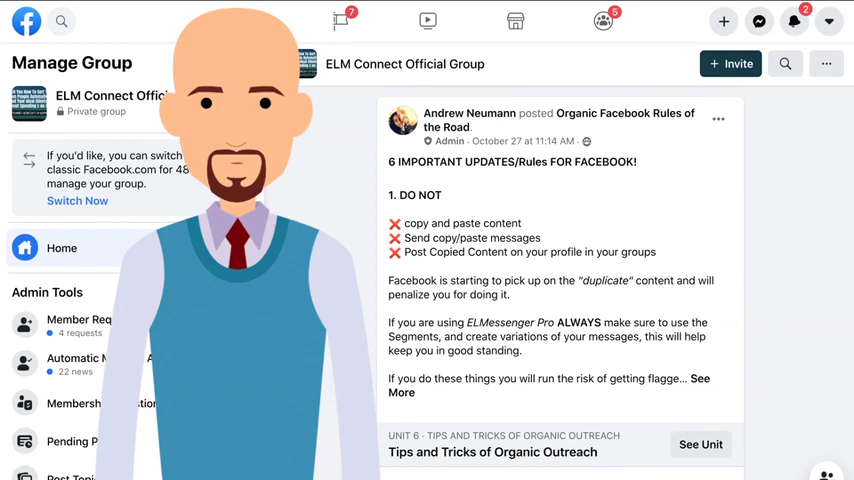 7
5
2
Manage Group
ELM Connect Official Group
+ Invite
ELM Connect
Private group
Andrew Neumann posted Organic Facebook Rules of
the Road.
Admin · October 27 at 11:14 AM ·
If you'd like, you can switch
classic Facebook.com for 48
manage your group.
Switch Now
6 IMPORTANT UPDATES/Rules FOR FACEBOOK!
1. DO NOT
❌ copy and paste content
❌ Send copy/paste messages
❌ Post Copied Content on your profile in your groups
Home
Facebook is starting to pick up on the "duplicate" content and will
penalize you for doing it.
Admin Tools
Member Req
4 requests
If you are using ELMessenger Pro ALWAYS make sure to use the
Segments, and create variations of your messages, this will help
keep you in good standing.
Automatic
22 news
If you do these things you will run the risk of getting flagge... See
More
Membersh
Pending P
UNIT 6 · TIPS AND TRICKS OF ORGANIC OUTREACH
Tips and Tricks of Organic Outreach
See Unit
Post Topi